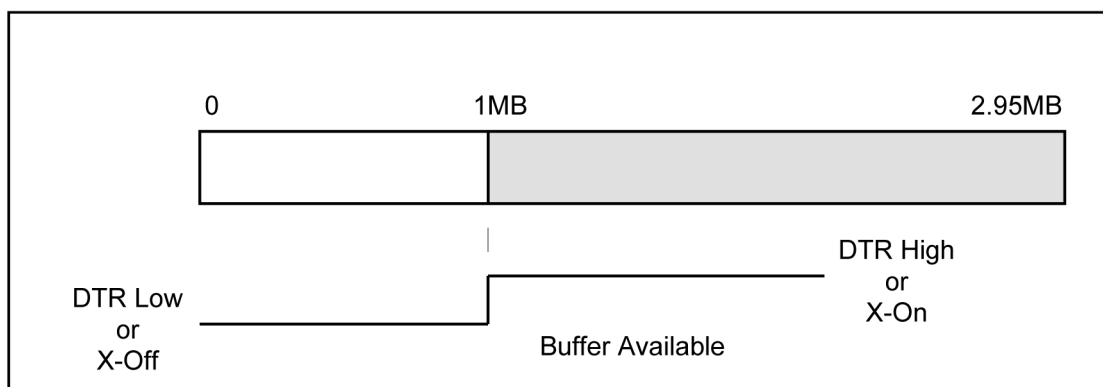 0 1MB 2.95MB
DTR High
or
X-On
DTR Low
or
X-Off
Buffer Available